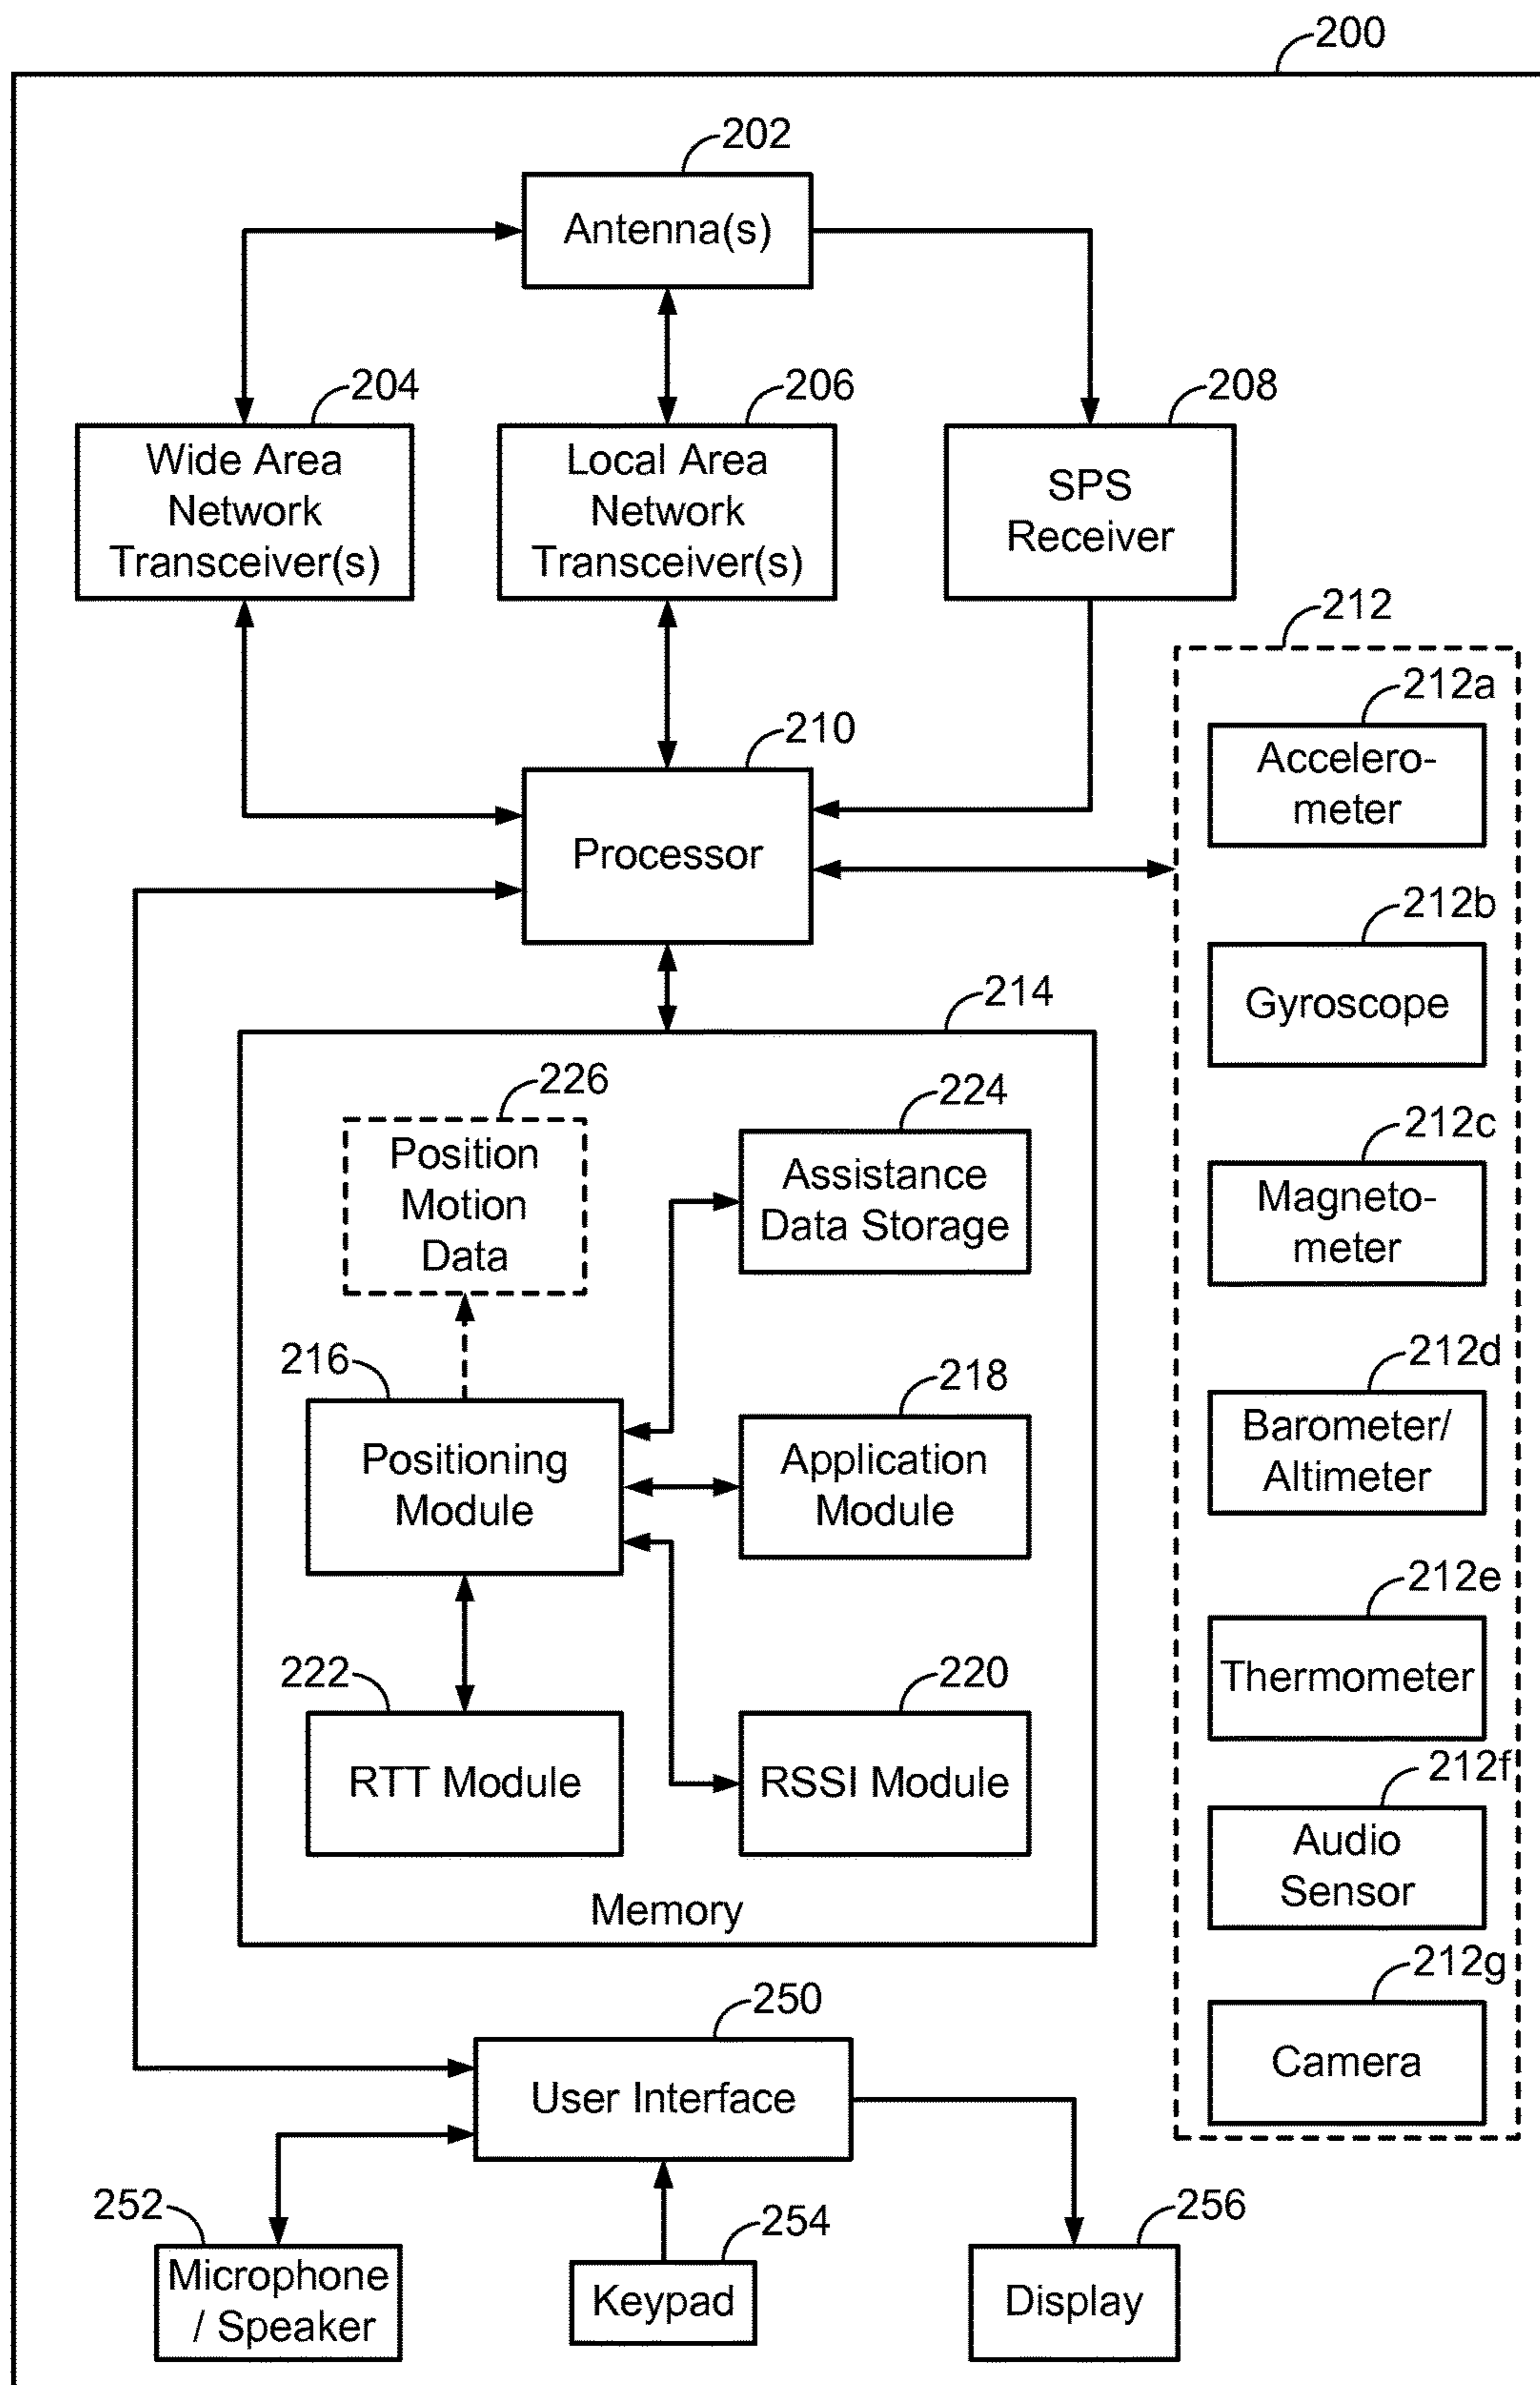 200
202
Antenna(s)
204
206
208
Wide Area
Network
Transceiver(s)
Local Area
Network
Transceiver(s)
SPS
Receiver
212
212a
Accelero-
meter
210
Processor
212b
Gyroscope
214
226
Position
Motion
Data
224
Assistance
Data Storage
212c
Magneto-
meter
216
Positioning
Module
218
Application
Module
212d
Barometer/
Altimeter
212e
Thermometer
222
RTT Module
220
RSSI Module
212f
Audio
Sensor
Memory
212g
Camera
250
User Interface
252
Microphone
/ Speaker
254
Keypad
256
Display